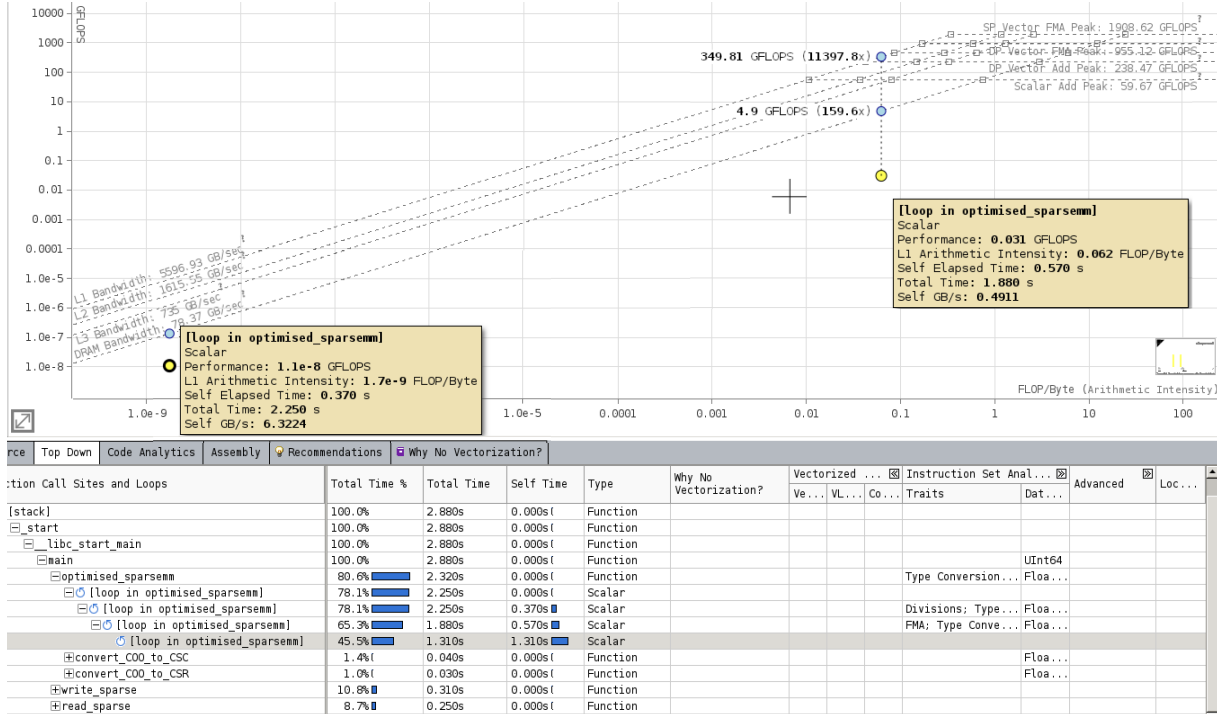 10000
GFLOPS
1000
100
10
1
0.1
0.01
0.001
0.0001
1.0e-5
1.0e-6
1.0e-7
1.0e-8
SP Vector FMA Peak: 1908.62 GFLOPS
?
DP Vector FMA Peak: 955.12 GFLOPS
?
DP Vector Add Peak: 238.47 GFLOPS
?
Scalar Add Peak: 59.67 GFLOPS
?
349.81 GFLOPS (11397.8x)
4.9 GFLOPS (159.6x)
L1 Bandwidth: 5596.93 GB/sec
?
L2 Bandwidth: 1615.55 GB/sec
?
L3 Bandwidth: 735 GB/sec
?
DRAM Bandwidth: 78.37 GB/sec
?
[loop in optimised_sparsemm]
Scalar
Performance: 0.031 GFLOPS
L1 Arithmetic Intensity: 0.062 FLOP/Byte
Self Elapsed Time: 0.570 s
Total Time: 1.880 s
Self GB/s: 0.4911
[loop in optimised_sparsemm]
Scalar
Performance: 1.1e-8 GFLOPS
L1 Arithmetic Intensity: 1.7e-9 FLOP/Byte
Self Elapsed Time: 0.370 s
Total Time: 2.250 s
Self GB/s: 6.3224
FLOP/Byte (Arithmetic Intensity)
1.0e-9 1.0e-5 0.0001 0.001 0.01 0.1 1 10 100
rce Top Down Code Analytics Assembly Recommendations Why No Vectorization?
ction Call Sites and Loops Total Time % Total Time Self Time Type Why No Vectorization? Vectorized ... Instruction Set Anal... Advanced Loc...
Ve... VL... Co... Traits Dat...
[stack] 100.0% 2.880s 0.000s( Function
_start 100.0% 2.880s 0.000s( Function
__libc_start_main 100.0% 2.880s 0.000s( Function
main 100.0% 2.880s 0.000s( Function UInt64
optimised_sparsemm 80.6% 2.320s 0.000s( Function Type Conversion... Floa...
[loop in optimised_sparsemm] 78.1% 2.250s 0.000s( Scalar
[loop in optimised_sparsemm] 78.1% 2.250s 0.370s Scalar Divisions; Type... Floa...
[loop in optimised_sparsemm] 65.3% 1.880s 0.570s Scalar FMA; Type Conve... Floa...
[loop in optimised_sparsemm] 45.5% 1.310s 1.310s Scalar
convert_COO_to_CSC 1.4%( 0.040s 0.000s( Function Floa...
convert_COO_to_CSR 1.0%( 0.030s 0.000s( Function Floa...
write_sparse 10.8% 0.310s 0.000s( Function
read_sparse 8.7% 0.250s 0.000s( Function